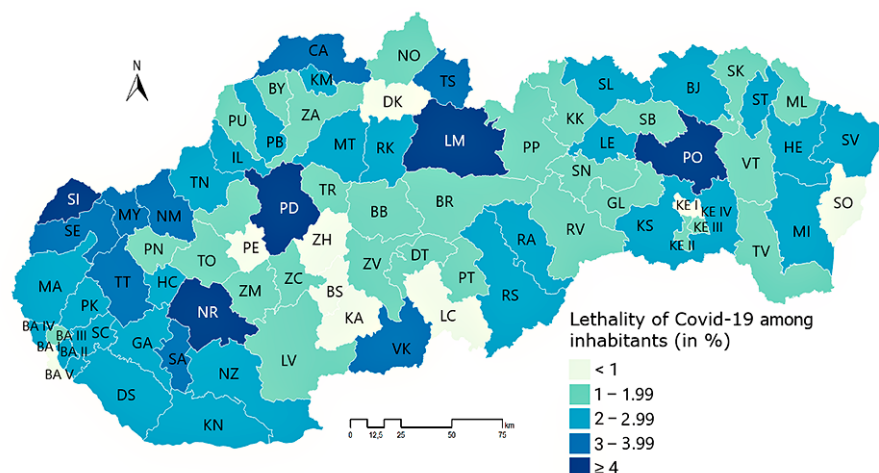 CA
NO
N
KM
TS
BY
DK
SL
BJ
SK
ST
ML
PU
ZA
KK
SB
PB
MT
RK
LM
PP
LE
PO
HE
SV
IL
VT
TN
SN
SI
PD
TR
GL
KE I
SO
MY
NM
BB
BR
KE IV
SE
KS
KE III
MI
PN
TO
PE
ZH
RA
RV
KE II
TV
ZV
DT
TT
ZC
PT
MA
HC
ZM
BS
RS
PK
NR
KA
LC
BA IV
BA III
SC
GA
BA I
BA II
SA
LV
VK
BA V
NZ
DS
KN
Lethality of Covid-19 among
inhabitants (in %)
< 1
1 – 1.99
2 – 2.99
3 – 3.99
≥ 4
0 12,5 25 50 75
km